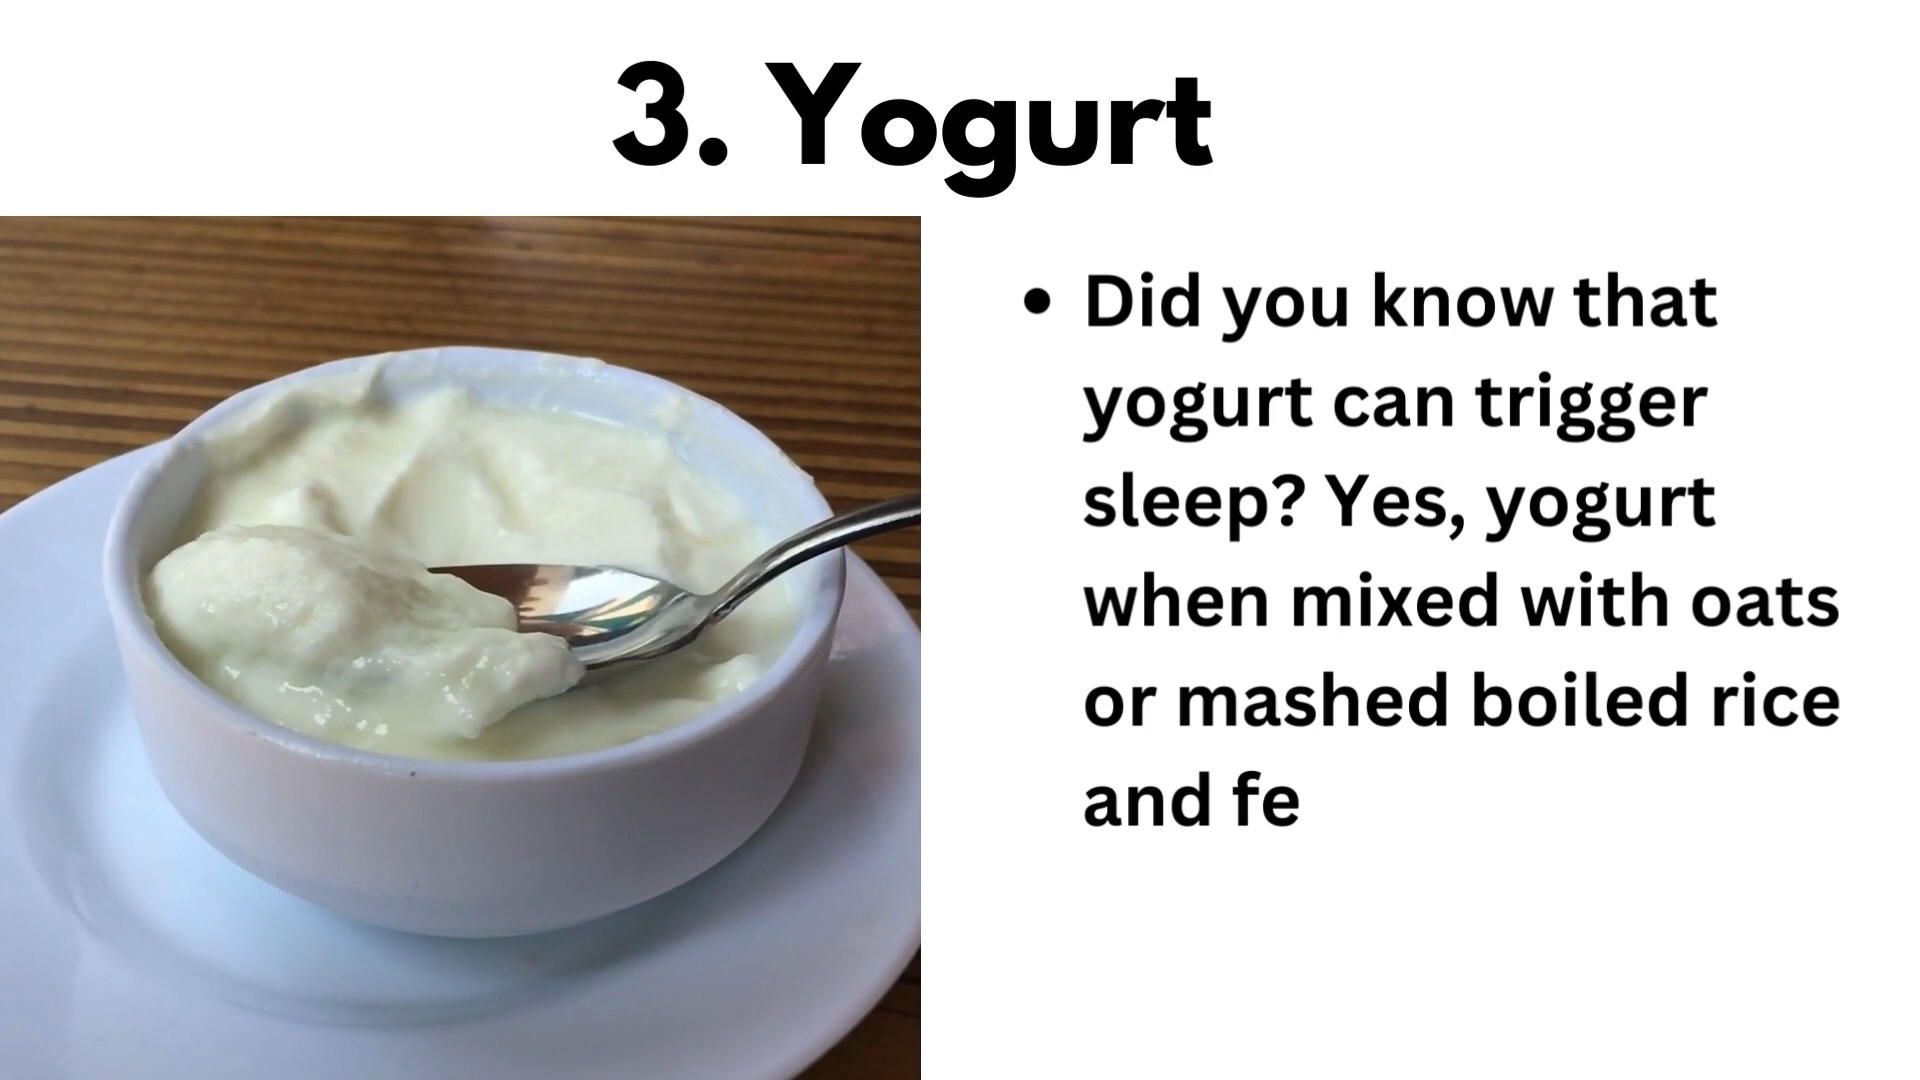 3. Yogurt
• Did you know that
yogurt can trigger
sleep? Yes, yogurt
when mixed with oats
or mashed boiled rice
and fe